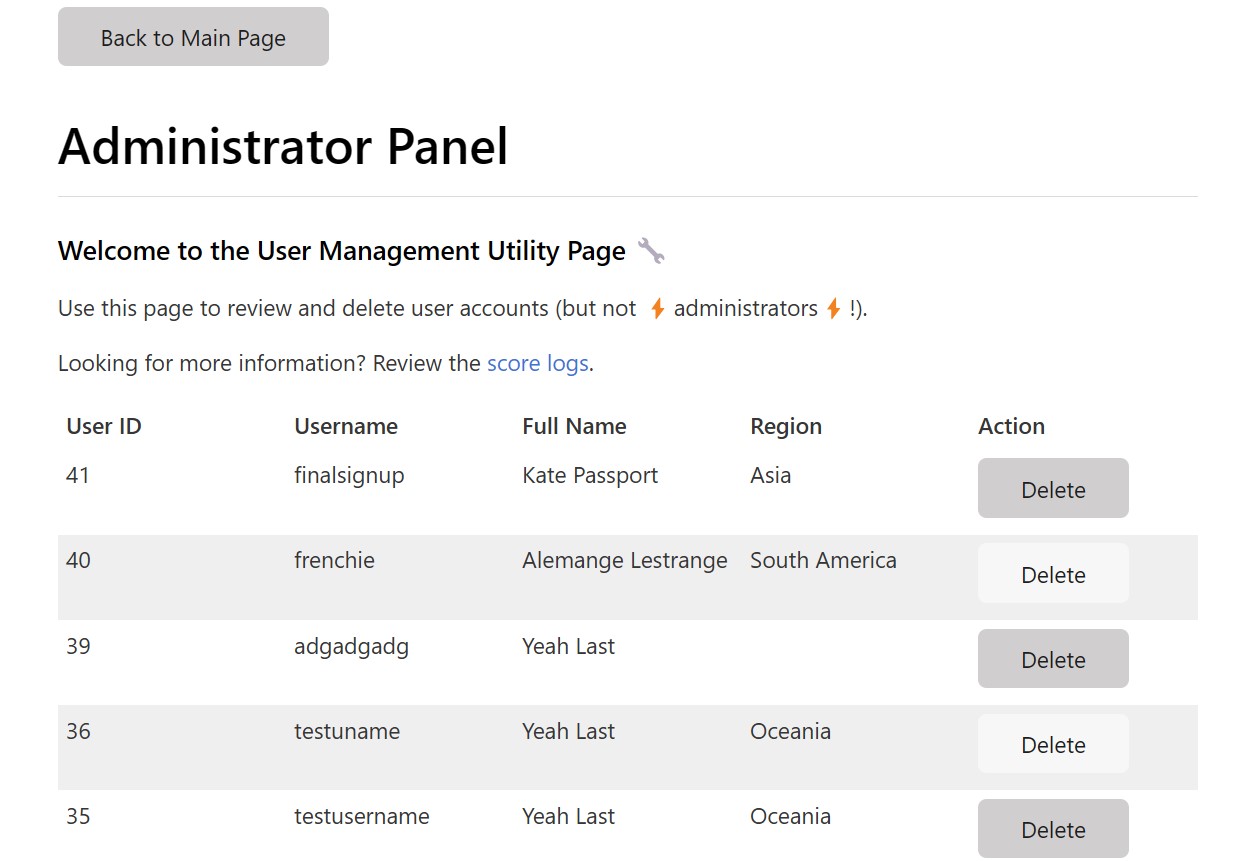 Back to Main Page
Administrator Panel
Welcome to the User Management Utility Page 🔧
Use this page to review and delete user accounts (but not ⚡ administrators ⚡ !).
Looking for more information? Review the score logs.
User ID Username Full Name Region Action
41 finalsignup Kate Passport Asia Delete
40 frenchie Alemange Lestrange South America Delete
39 adgadgadg Yeah Last Delete
36 testuname Yeah Last Oceania Delete
35 testusername Yeah Last Oceania Delete